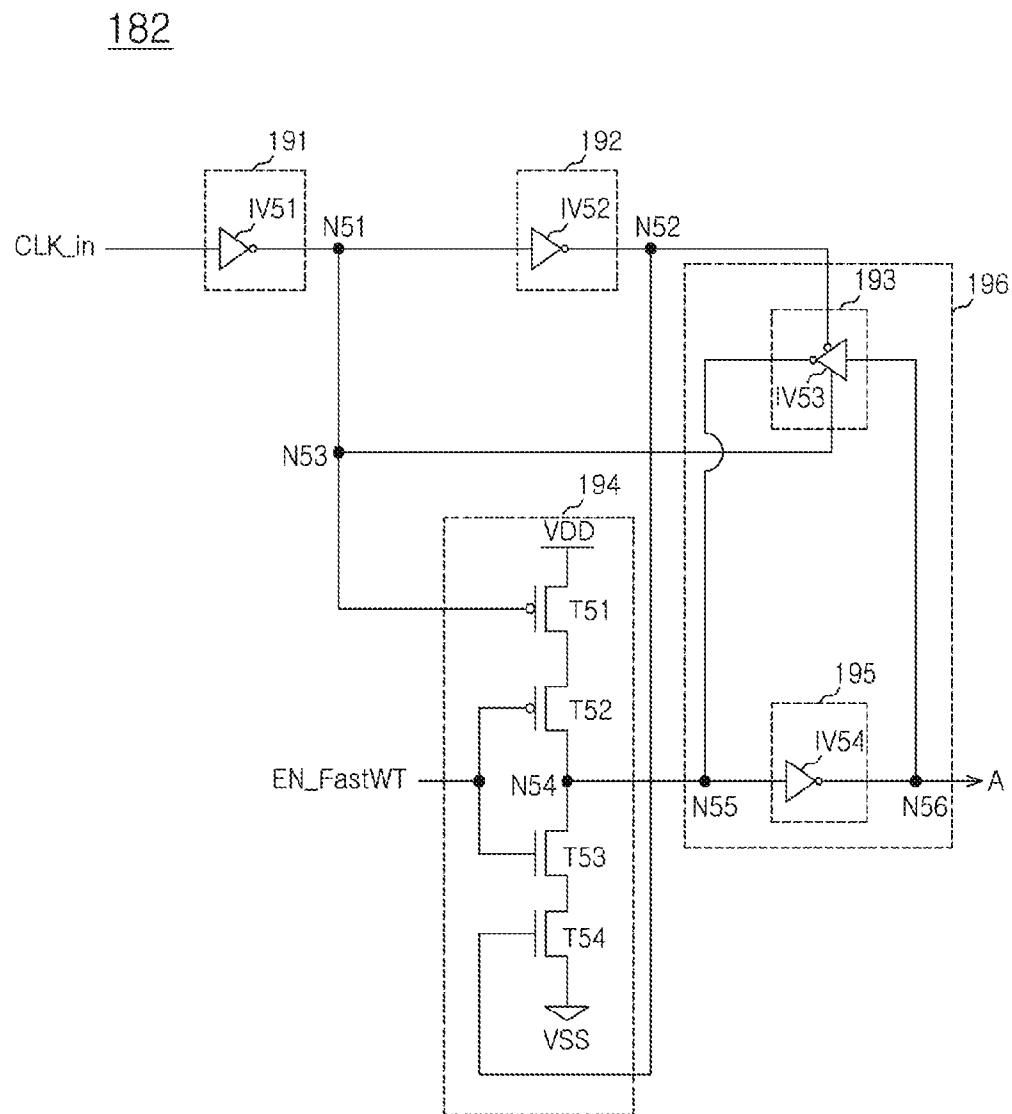 182
191
192
IV51
IV52
N51
N52
CLK_in
193
196
IV53
N53
194
VDD
T51
195
T52
IV54
EN_FastWT
N54
N55
N56
A
T53
T54
VSS